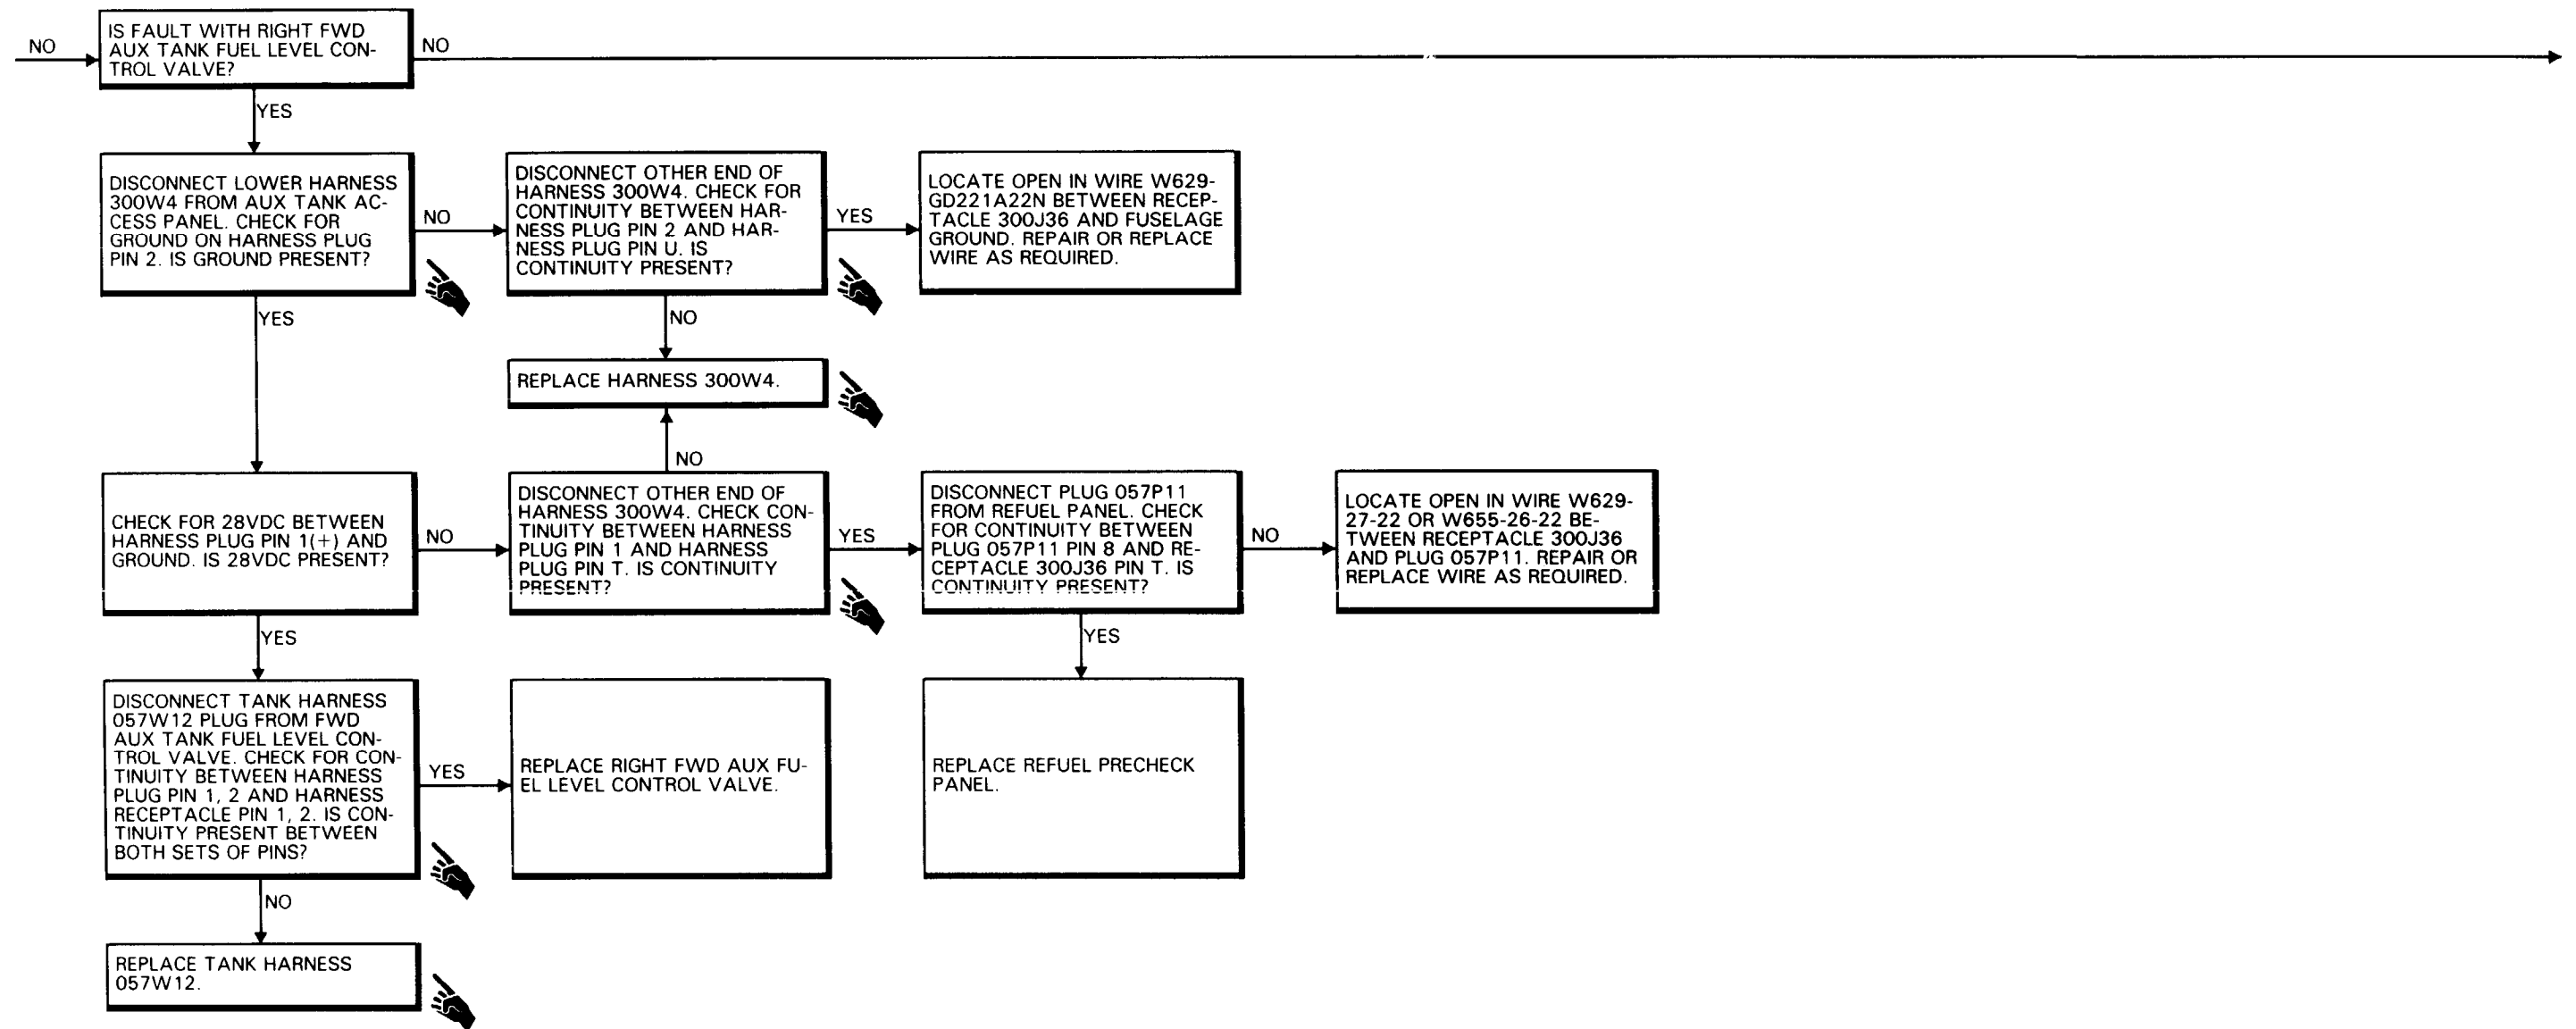 NO
IS FAULT WITH RIGHT FWD
AUX TANK FUEL LEVEL CON-
TROL VALVE?
NO
YES
DISCONNECT LOWER HARNESS
300W4 FROM AUX TANK AC-
CESS PANEL. CHECK FOR
GROUND ON HARNESS PLUG
PIN 2. IS GROUND PRESENT?
NO
DISCONNECT OTHER END OF
HARNESS 300W4. CHECK FOR
CONTINUITY BETWEEN HAR-
NESS PLUG PIN 2 AND HAR-
NESS PLUG PIN U. IS
CONTINUITY PRESENT?
YES
LOCATE OPEN IN WIRE W629-
GD221A22N BETWEEN RECEP-
TACLE 300J36 AND FUSELAGE
GROUND. REPAIR OR REPLACE
WIRE AS REQUIRED.
YES
NO
REPLACE HARNESS 300W4.
NO
CHECK FOR 28VDC BETWEEN
HARNESS PLUG PIN 1(+) AND
GROUND. IS 28VDC PRESENT?
NO
DISCONNECT OTHER END OF
HARNESS 300W4. CHECK CON-
TINUITY BETWEEN HARNESS
PLUG PIN 1 AND HARNESS
PLUG PIN T. IS CONTINUITY
PRESENT?
YES
DISCONNECT PLUG 057P11
FROM REFUEL PANEL. CHECK
FOR CONTINUITY BETWEEN
PLUG 057P11 PIN 8 AND RE-
CEPTACLE 300J36 PIN T. IS
CONTINUITY PRESENT?
NO
LOCATE OPEN IN WIRE W629-
27-22 OR W655-26-22 BE-
TWEEN RECEPTACLE 300J36
AND PLUG 057P11. REPAIR OR
REPLACE WIRE AS REQUIRED.
YES
YES
DISCONNECT TANK HARNESS
057W12 PLUG FROM FWD
AUX TANK FUEL LEVEL CON-
TROL VALVE. CHECK FOR CON-
TINUITY BETWEEN HARNESS
PLUG PIN 1, 2 AND HARNESS
RECEPTACLE PIN 1, 2. IS CON-
TINUITY PRESENT BETWEEN
BOTH SETS OF PINS?
YES
REPLACE RIGHT FWD AUX FU-
EL LEVEL CONTROL VALVE.
REPLACE REFUEL PRECHECK
PANEL.
NO
REPLACE TANK HARNESS
057W12.